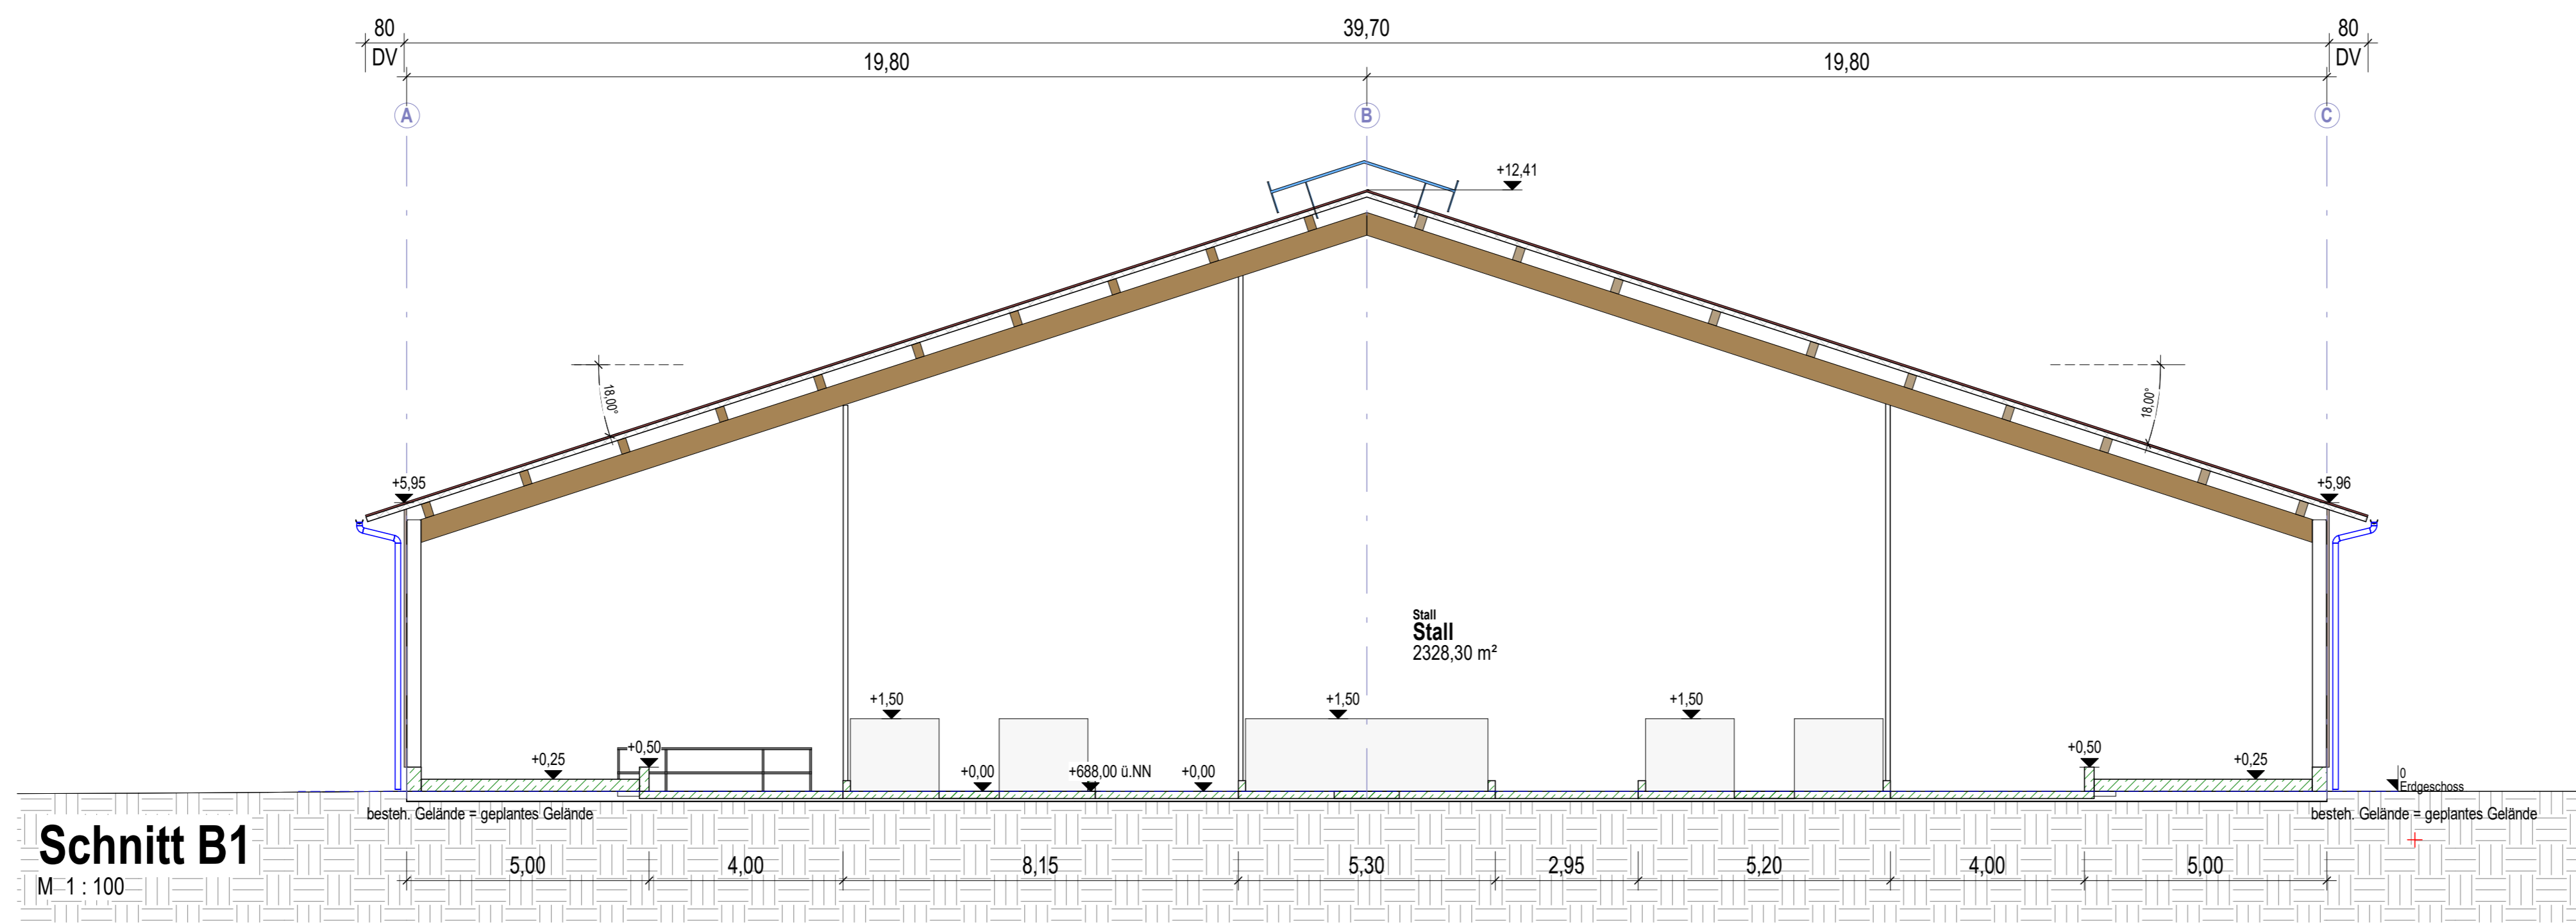 80
39,70
80
DV
19,80
19,80
DV
A
B
C
+12,41
18,00°
18,00°
+5,95
+5,96
Stall
Stall
2328,30 m²
+1,50
+1,50
+1,50
+0,25
+0,50
+0,00
+688,00 ü.NN
+0,00
+0,50
+0,25
0
Erdgeschoss
besteh. Gelände = geplantes Gelände
besteh. Gelände = geplantes Gelände
Schnitt B1
M 1 : 100
5,00
4,00
8,15
5,30
2,95
5,20
4,00
5,00